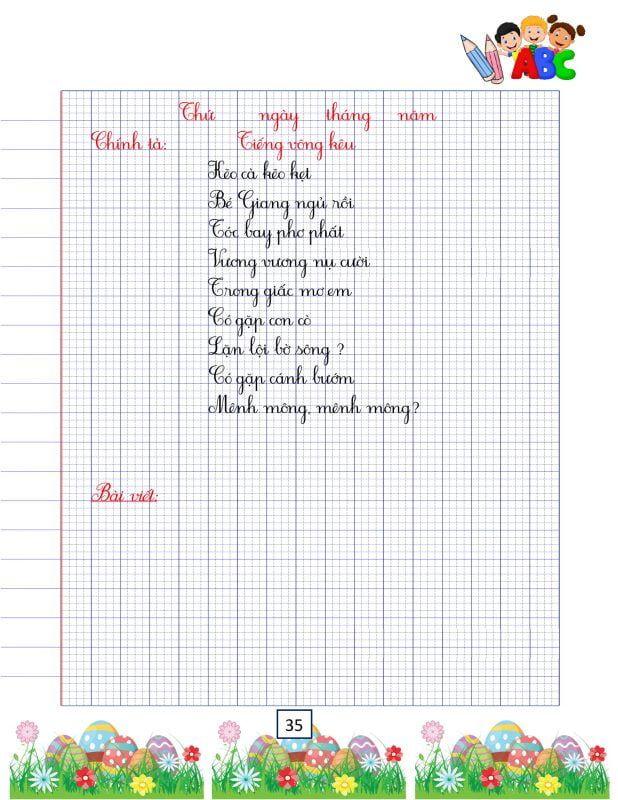 ABC
Thứ ngày tháng năm
Chính tả: Tiếng võng kêu
Kẽo cà kẽo kẹt
Bé Giang ngủ rồi
Tóc bay phơ phất
Vương vương nụ cười
Trong giấc mơ em
Có gặp con cò
Lặn lội bờ sông ?
Có gặp cánh bướm
Mênh mông, mênh mông?
Bài viết:
35